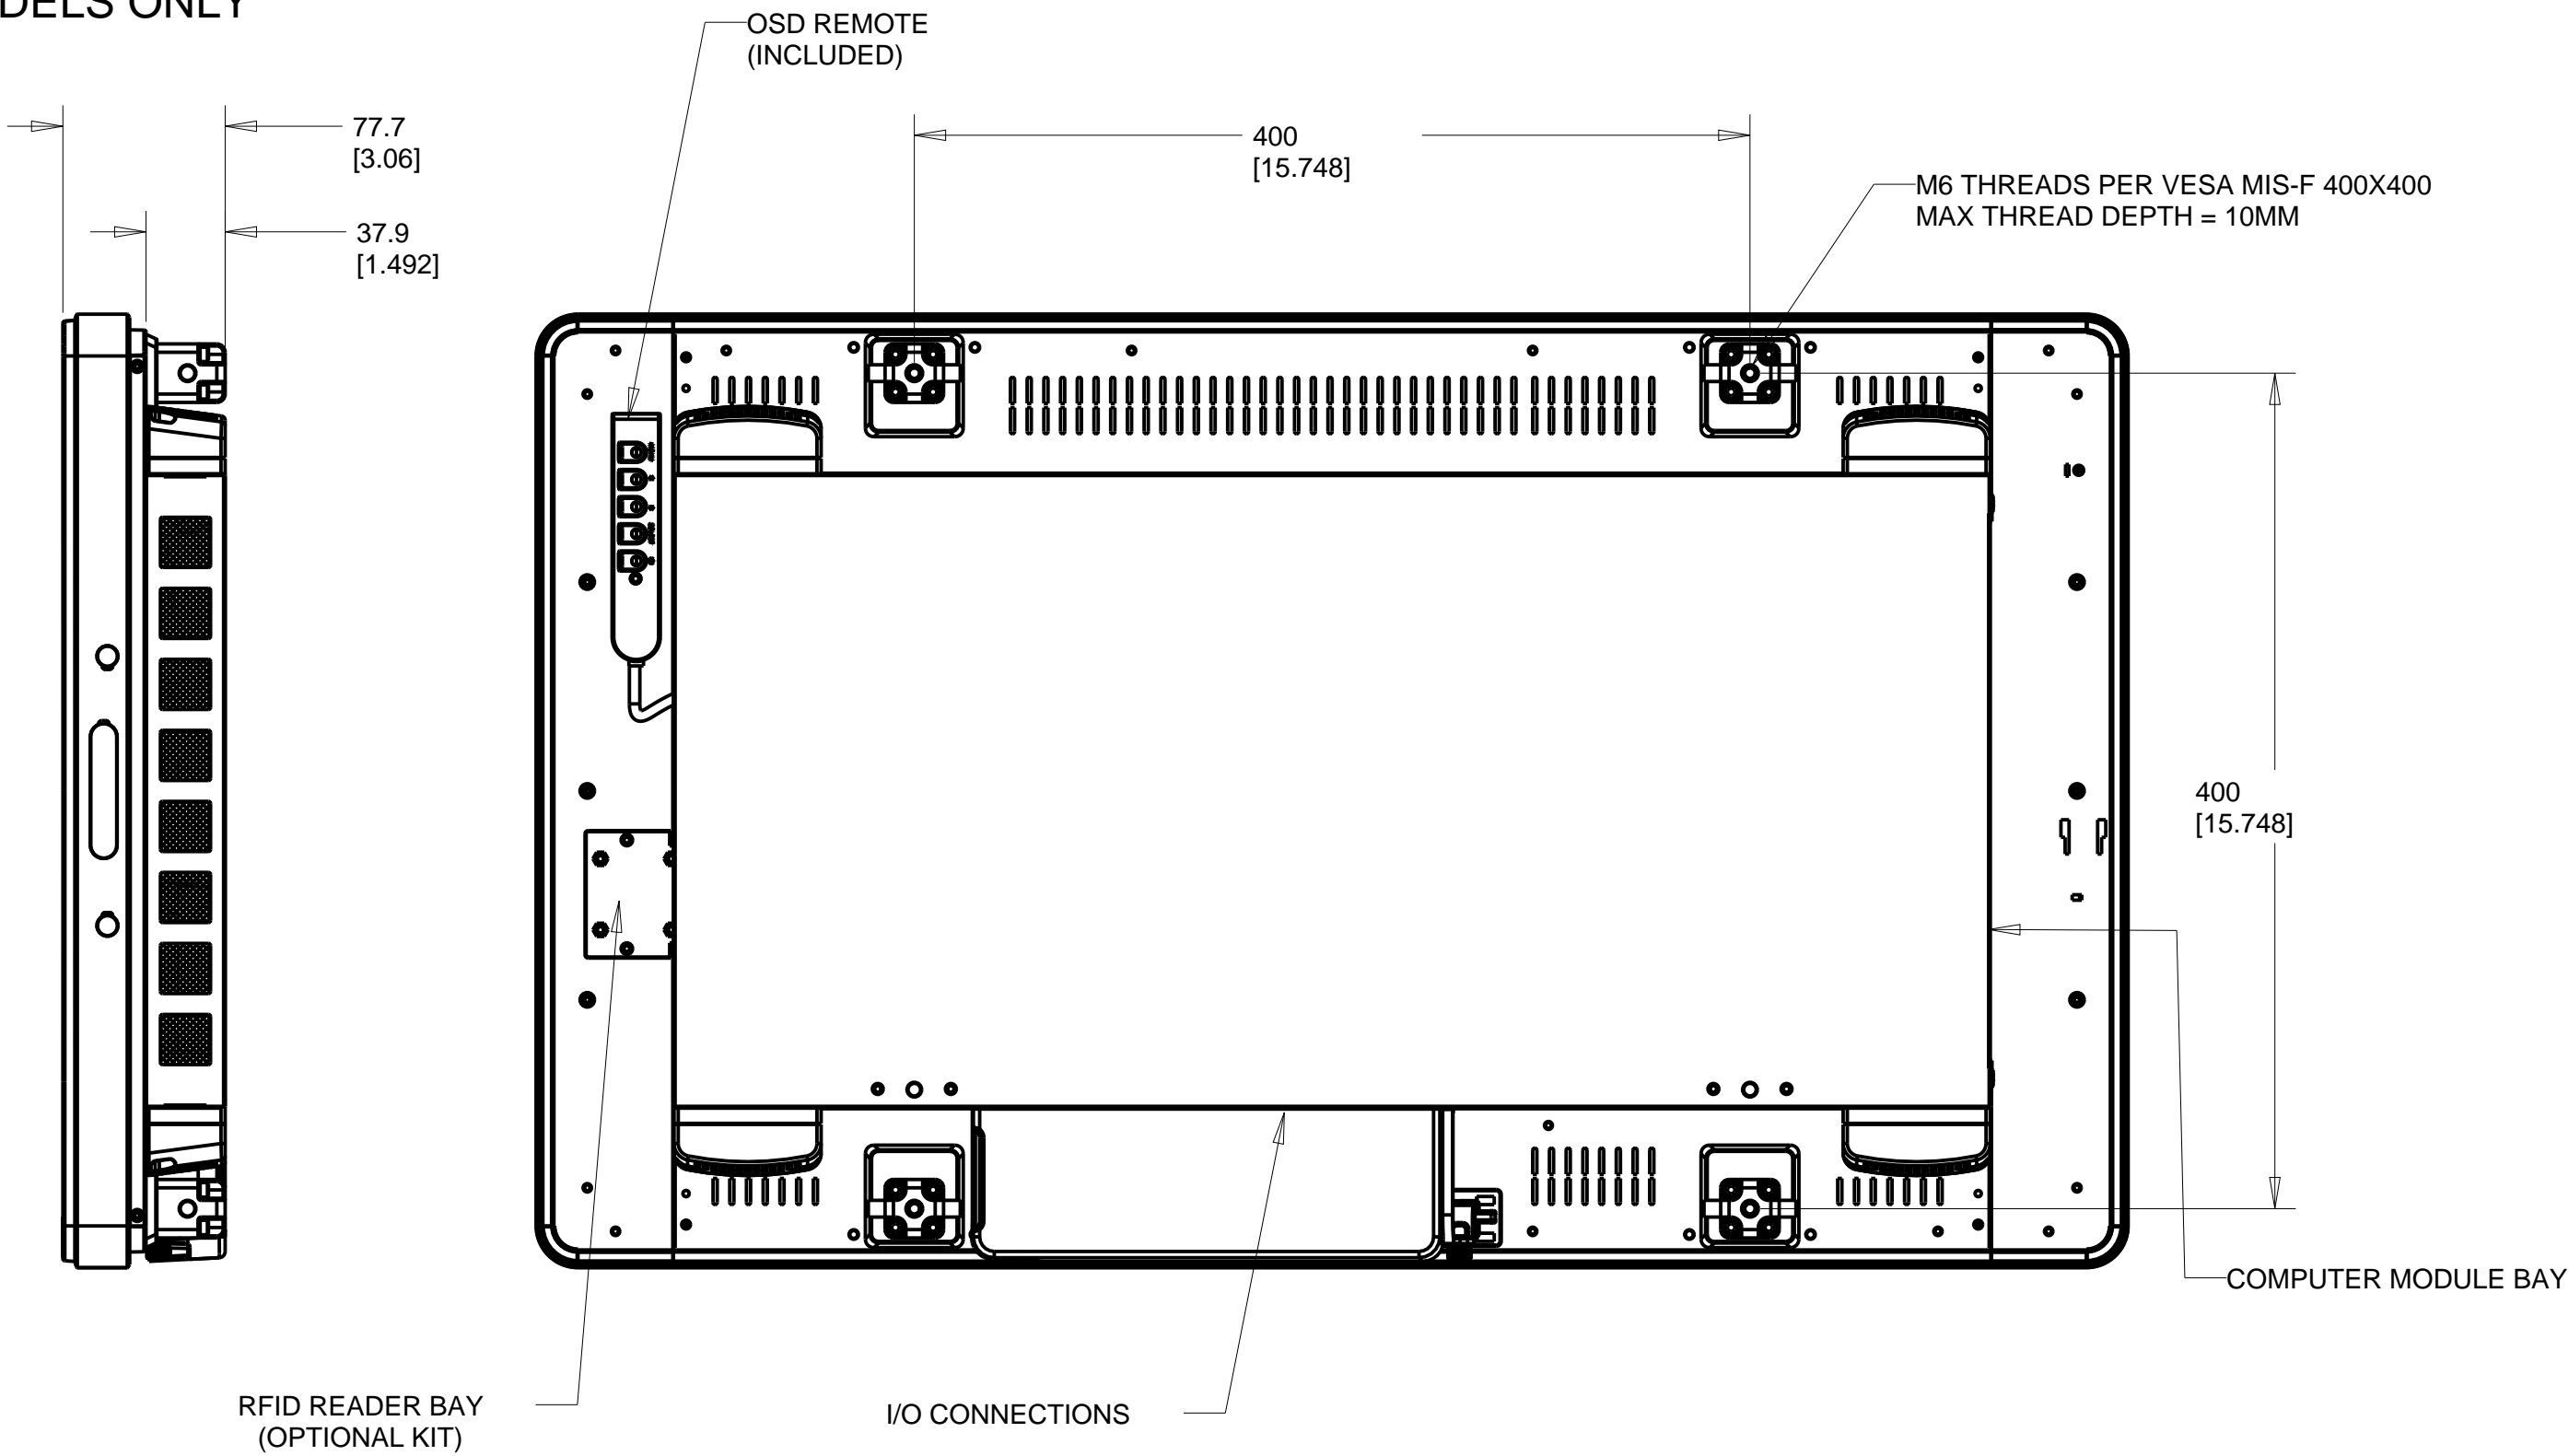 DELS ONLY
OSD REMOTE
(INCLUDED)
77.7
[3.06]
400
[15.748]
M6 THREADS PER VESA MIS-F 400X400
MAX THREAD DEPTH = 10MM
37.9
[1.492]
400
[15.748]
COMPUTER MODULE BAY
RFID READER BAY
(OPTIONAL KIT)
I/O CONNECTIONS